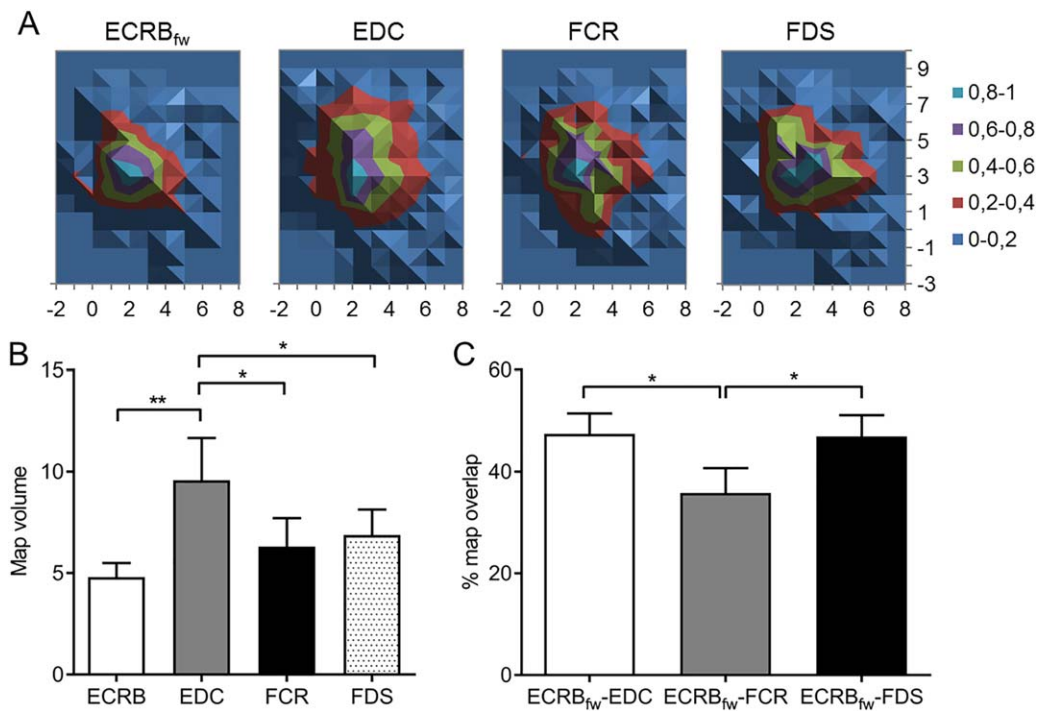 A
ECRBfw EDC FCR FDS
9
7
5
3
1
-1
-3
0,8-1
0,6-0,8
0,4-0,6
0,2-0,4
0-0,2
-2 0 2 4 6 8 -2 0 2 4 6 8 -2 0 2 4 6 8 -2 0 2 4 6 8
B
15
10
5
0
Map volume
*
*
**
ECRB EDC FCR FDS
C
60
40
20
0
% map overlap
* *
ECRBfw-EDC ECRBfw-FCR ECRBfw-FDS